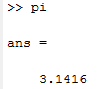 >> pi
ans =
3.1416